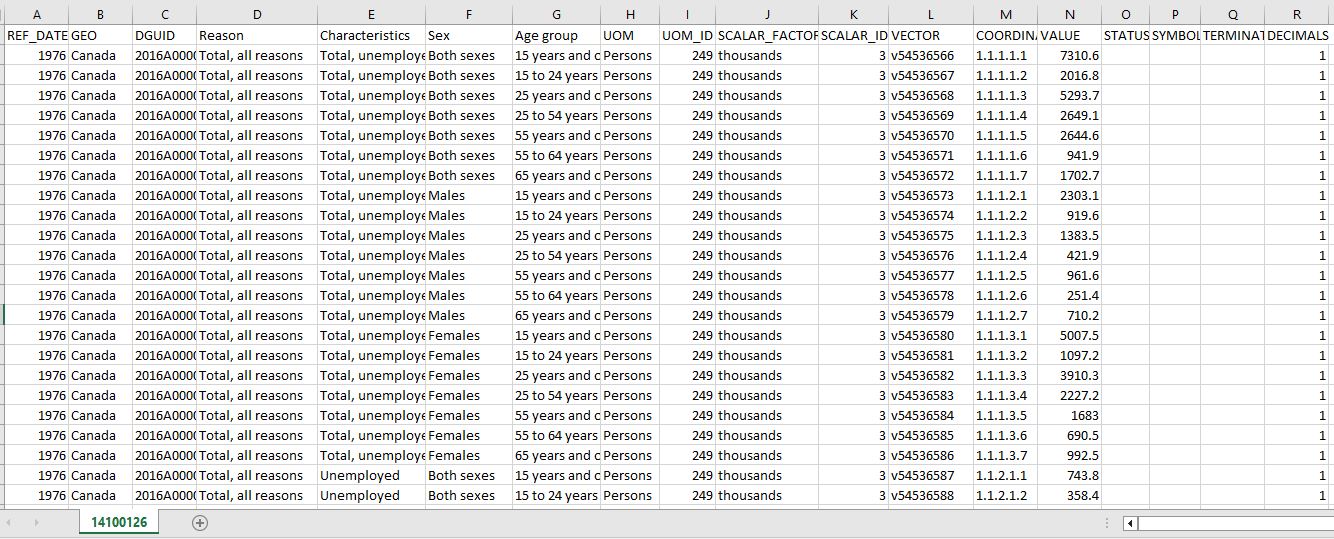 A B C D E F G H I J K L M N O P Q R
REF_DATE GEO DGUID Reason Characteristics Sex Age group UOM UOM_ID SCALAR_FACTOR SCALAR_ID VECTOR COORDIN VALUE STATUS SYMBOL TERMINAT DECIMALS
1976 Canada 2016A000 Total, all reasons Total, unemploye Both sexes 15 years and o Persons 249 thousands 3 v54536566 1.1.1.1.1 7310.6 1
1976 Canada 2016A000 Total, all reasons Total, unemploye Both sexes 15 to 24 years Persons 249 thousands 3 v54536567 1.1.1.1.2 2016.8 1
1976 Canada 2016A000 Total, all reasons Total, unemploye Both sexes 25 years and o Persons 249 thousands 3 v54536568 1.1.1.1.3 5293.7 1
1976 Canada 2016A000 Total, all reasons Total, unemploye Both sexes 25 to 54 years Persons 249 thousands 3 v54536569 1.1.1.1.4 2649.1 1
1976 Canada 2016A000 Total, all reasons Total, unemploye Both sexes 55 years and o Persons 249 thousands 3 v54536570 1.1.1.1.5 2644.6 1
1976 Canada 2016A000 Total, all reasons Total, unemploye Both sexes 55 to 64 years Persons 249 thousands 3 v54536571 1.1.1.1.6 941.9 1
1976 Canada 2016A000 Total, all reasons Total, unemploye Both sexes 65 years and o Persons 249 thousands 3 v54536572 1.1.1.1.7 1702.7 1
1976 Canada 2016A000 Total, all reasons Total, unemploye Males 15 years and o Persons 249 thousands 3 v54536573 1.1.1.2.1 2303.1 1
1976 Canada 2016A000 Total, all reasons Total, unemploye Males 15 to 24 years Persons 249 thousands 3 v54536574 1.1.1.2.2 919.6 1
1976 Canada 2016A000 Total, all reasons Total, unemploye Males 25 years and o Persons 249 thousands 3 v54536575 1.1.1.2.3 1383.5 1
1976 Canada 2016A000 Total, all reasons Total, unemploye Males 25 to 54 years Persons 249 thousands 3 v54536576 1.1.1.2.4 421.9 1
1976 Canada 2016A000 Total, all reasons Total, unemploye Males 55 years and o Persons 249 thousands 3 v54536577 1.1.1.2.5 961.6 1
1976 Canada 2016A000 Total, all reasons Total, unemploye Males 55 to 64 years Persons 249 thousands 3 v54536578 1.1.1.2.6 251.4 1
1976 Canada 2016A000 Total, all reasons Total, unemploye Males 65 years and o Persons 249 thousands 3 v54536579 1.1.1.2.7 710.2 1
1976 Canada 2016A000 Total, all reasons Total, unemploye Females 15 years and o Persons 249 thousands 3 v54536580 1.1.1.3.1 5007.5 1
1976 Canada 2016A000 Total, all reasons Total, unemploye Females 15 to 24 years Persons 249 thousands 3 v54536581 1.1.1.3.2 1097.2 1
1976 Canada 2016A000 Total, all reasons Total, unemploye Females 25 years and o Persons 249 thousands 3 v54536582 1.1.1.3.3 3910.3 1
1976 Canada 2016A000 Total, all reasons Total, unemploye Females 25 to 54 years Persons 249 thousands 3 v54536583 1.1.1.3.4 2227.2 1
1976 Canada 2016A000 Total, all reasons Total, unemploye Females 55 years and o Persons 249 thousands 3 v54536584 1.1.1.3.5 1683 1
1976 Canada 2016A000 Total, all reasons Total, unemploye Females 55 to 64 years Persons 249 thousands 3 v54536585 1.1.1.3.6 690.5 1
1976 Canada 2016A000 Total, all reasons Total, unemploye Females 65 years and o Persons 249 thousands 3 v54536586 1.1.1.3.7 992.5 1
1976 Canada 2016A000 Total, all reasons Unemployed Both sexes 15 years and o Persons 249 thousands 3 v54536587 1.1.2.1.1 743.8 1
1976 Canada 2016A000 Total, all reasons Unemployed Both sexes 15 to 24 years Persons 249 thousands 3 v54536588 1.1.2.1.2 358.4 1
14100126